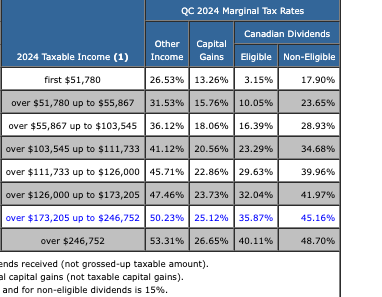 QC 2024 Marginal Tax Rates
2024 Taxable Income (1)
Other Income
Capital Gains
Canadian Dividends
Eligible Non-Eligible
first $51,780 26.53% 13.26% 3.15% 17.90%
over $51,780 up to $55,867 31.53% 15.76% 10.05% 23.65%
over $55,867 up to $103,545 36.12% 18.06% 16.39% 28.93%
over $103,545 up to $111,733 41.12% 20.56% 23.29% 34.68%
over $111,733 up to $126,000 45.71% 22.86% 29.63% 39.96%
over $126,000 up to $173,205 47.46% 23.73% 32.04% 41.97%
over $173,205 up to $246,752 50.23% 25.12% 35.87% 45.16%
over $246,752 53.31% 26.65% 40.11% 48.70%
ends received (not grossed-up taxable amount).
al capital gains (not taxable capital gains).
and for non-eligible dividends is 15%.